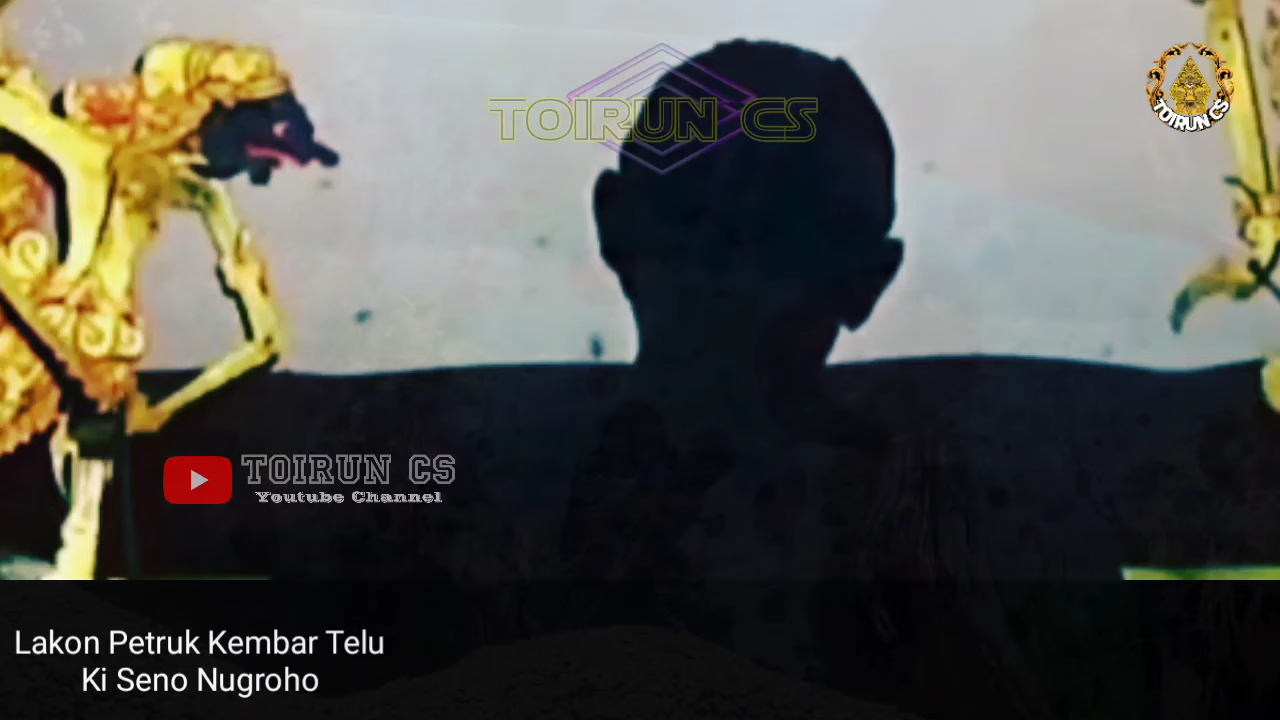 TOIRUN CS
TOIRUN CS
TOIRUN CS
Youtube Channel
Lakon Petruk Kembar Telu
Ki Seno Nugroho